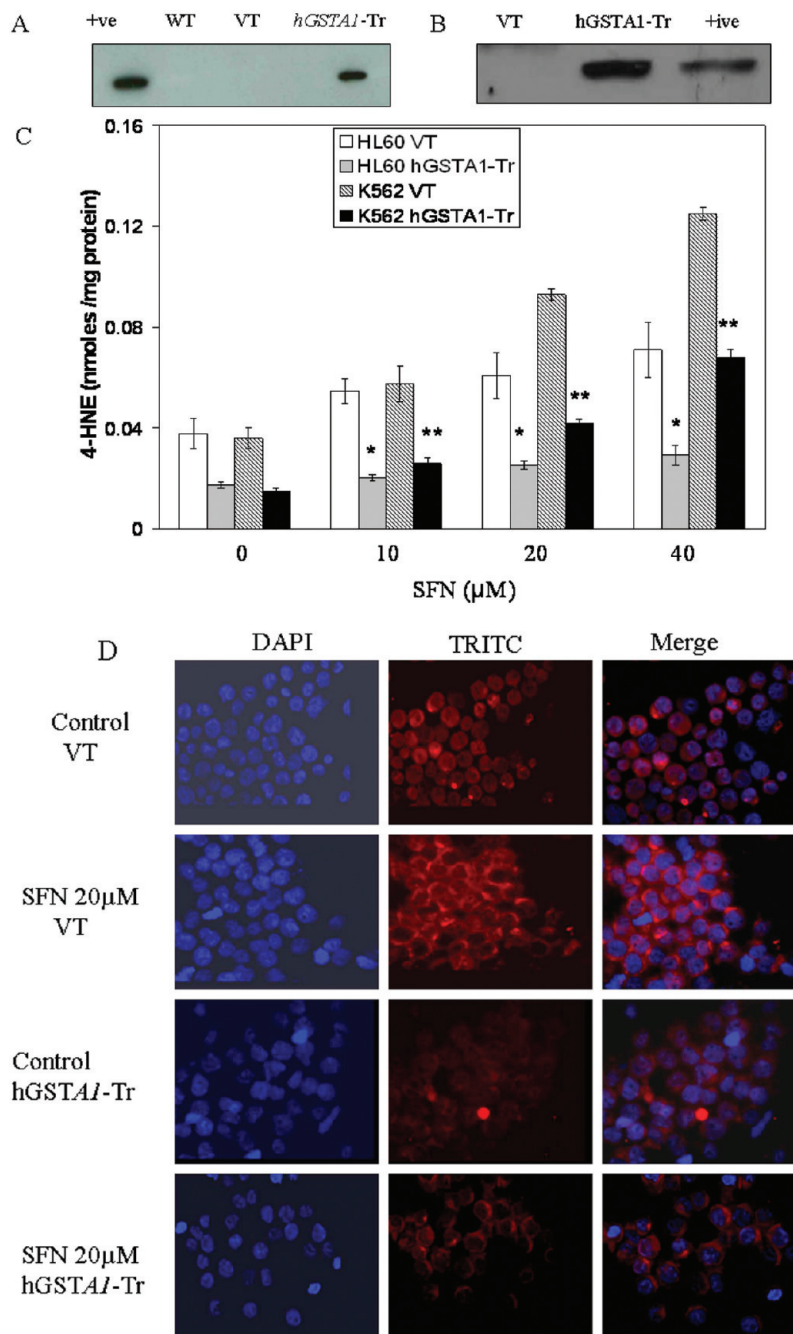 A +ve WT VT hGSTA1-Tr
B VT hGSTA1-Tr +ive
C
0.16
0.12
0.08
0.04
0
4-HNE (nmoles /mg protein)
HL60 VT
HL60 hGSTA1-Tr
K562 VT
K562 hGSTA1-Tr
* ** * ** * **
0 10 20 40
SFN (µM)
D DAPI TRITC Merge
Control
VT
SFN 20µM
VT
Control
hGSTA1-Tr
SFN 20µM
hGSTA1-Tr